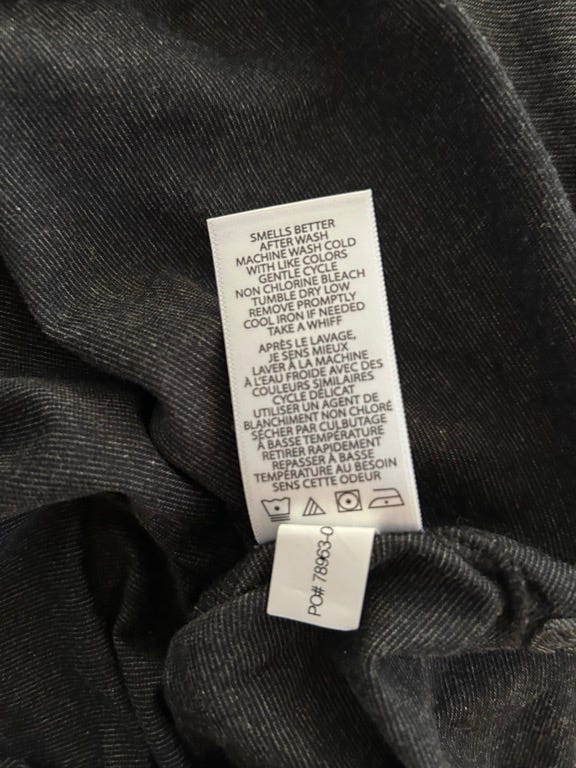 SMELLS BETTER
AFTER WASH
MACHINE WASH COLD
WITH LIKE COLORS
GENTLE CYCLE
NON CHLORINE BLEACH
TUMBLE DRY LOW
REMOVE PROMPTLY
COOL IRON IF NEEDED
TAKE A WHIFF
APRÈS LE LAVAGE,
JE SENS MIEUX
LAVER À LA MACHINE
À L'EAU FROIDE AVEC DES
COULEURS SIMILAIRES
CYCLE DÉLICAT
UTILISER UN AGENT DE
BLANCHIMENT NON CHLORÉ
SÉCHER PAR CULBUTAGE
À BASSE TEMPÉRATURE
RETIRER RAPIDEMENT
REPASSER À BASSE
TEMPÉRATURE AU BESOIN
SENS CETTE ODEUR
PO# 78963-0